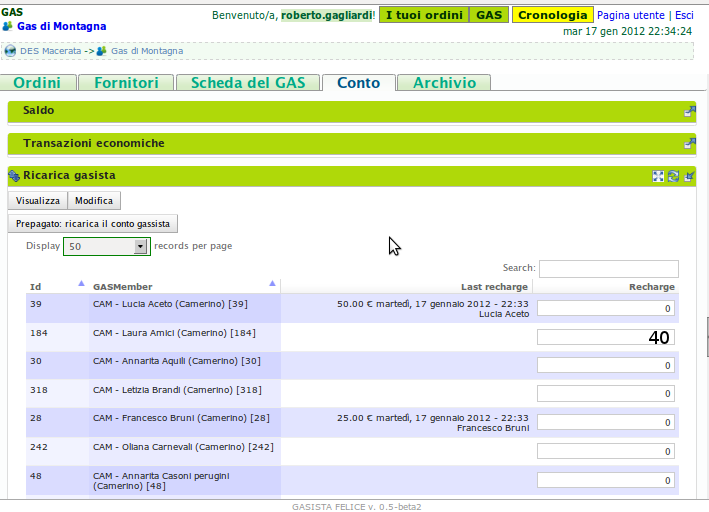 GAS
Gas di Montagna
Benvenuto/a, roberto.gagliardi! I tuoi ordini GAS Cronologia Pagina utente | Esci
mar 17 gen 2012 22:34:24
DES Macerata -> Gas di Montagna
Ordini Fornitori Scheda del GAS Conto Archivio
Saldo
Transazioni economiche
Ricarica gasista
Visualizza Modifica
Prepagato: ricarica il conto gassista
Display 50 records per page
Search:
Id GASMember Last recharge Recharge
39 CAM - Lucia Aceto (Camerino) [39] 50.00 € martedì, 17 gennaio 2012 - 22:33 0
Lucia Aceto
184 CAM - Laura Amici (Camerino) [184] 40
30 CAM - Annarita Aquili (Camerino) [30] 0
318 CAM - Letizia Brandi (Camerino) [318] 0
28 CAM - Francesco Bruni (Camerino) [28] 25.00 € martedì, 17 gennaio 2012 - 22:33 0
Francesco Bruni
242 CAM - Oliana Carnevali (Camerino) [242] 0
48 CAM - Annarita Casoni perugini 0
(Camerino) [48]
GASISTA FELICE v. 0.5-beta2